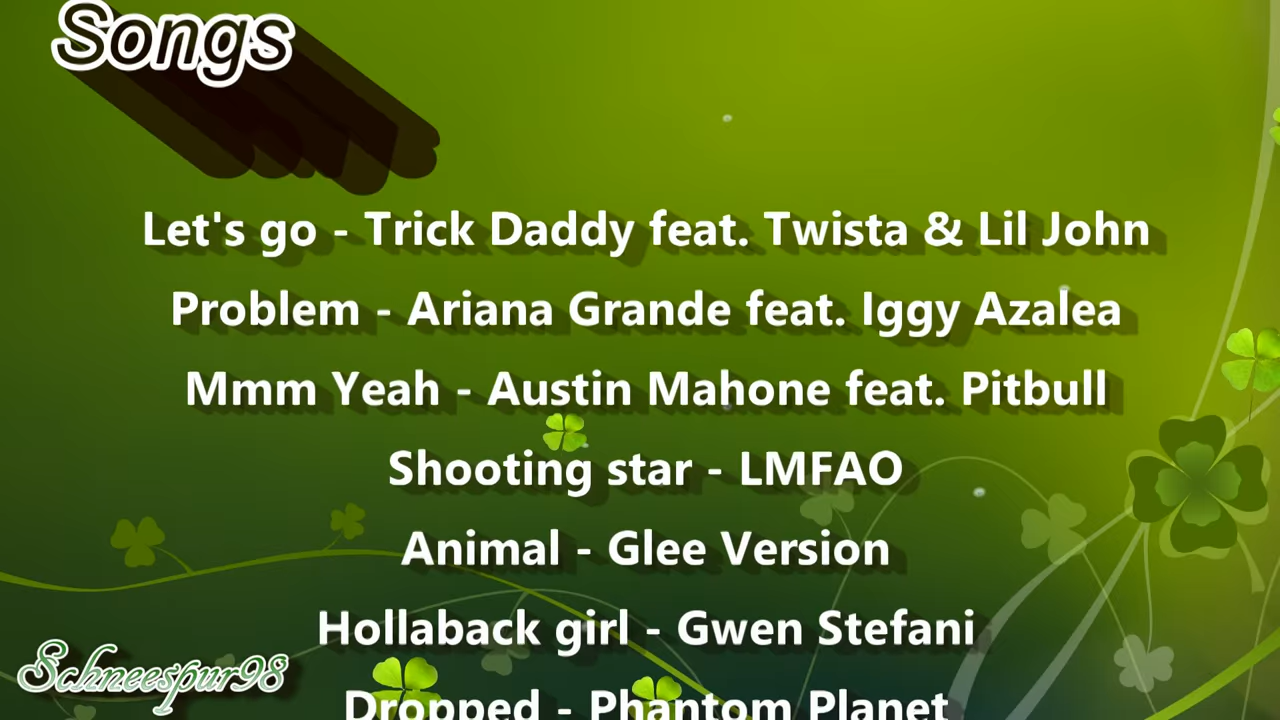 Songs
Let's go - Trick Daddy feat. Twista & Lil John
Problem - Ariana Grande feat. Iggy Azalea
Mmm Yeah - Austin Mahone feat. Pitbull
Shooting star - LMFAO
Animal - Glee Version
Hollaback girl - Gwen Stefani
Schneespur98
Dropped - Phantom Planet